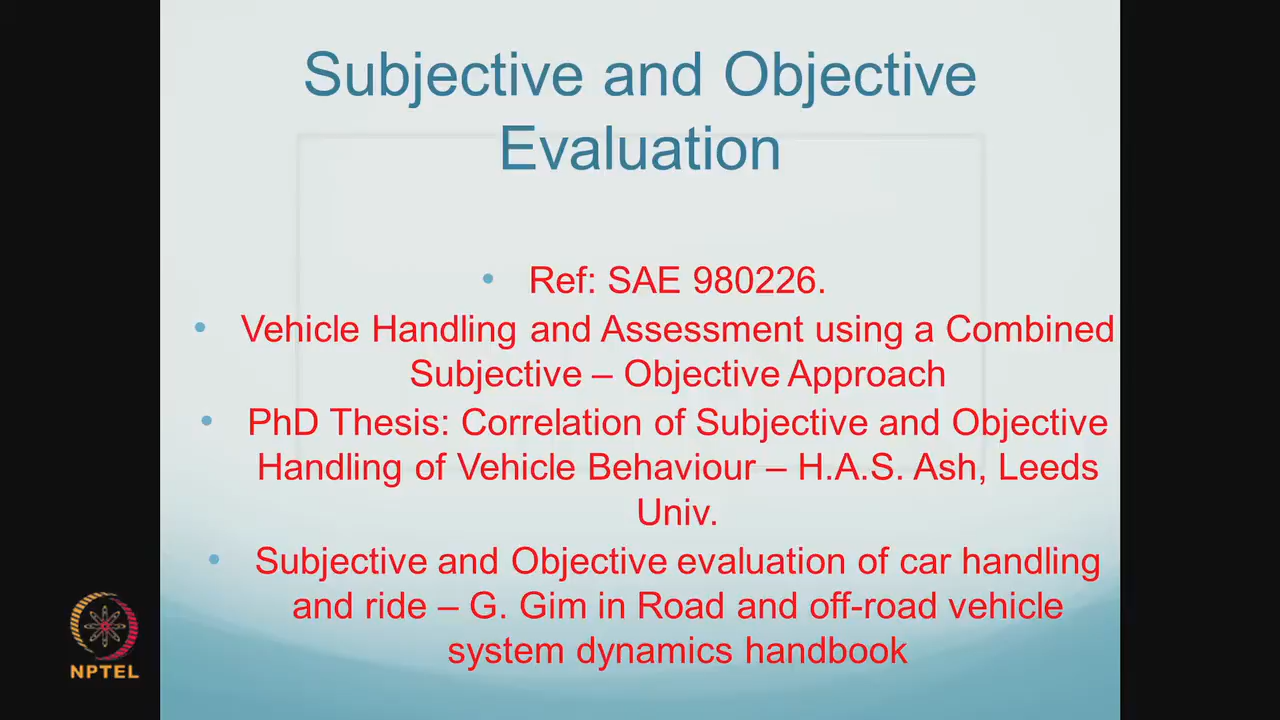 Subjective and Objective
Evaluation
• Ref: SAE 980226.
• Vehicle Handling and Assessment using a Combined
Subjective – Objective Approach
• PhD Thesis: Correlation of Subjective and Objective
Handling of Vehicle Behaviour – H.A.S. Ash, Leeds
Univ.
• Subjective and Objective evaluation of car handling
and ride – G. Gim in Road and off-road vehicle
system dynamics handbook
NPTEL